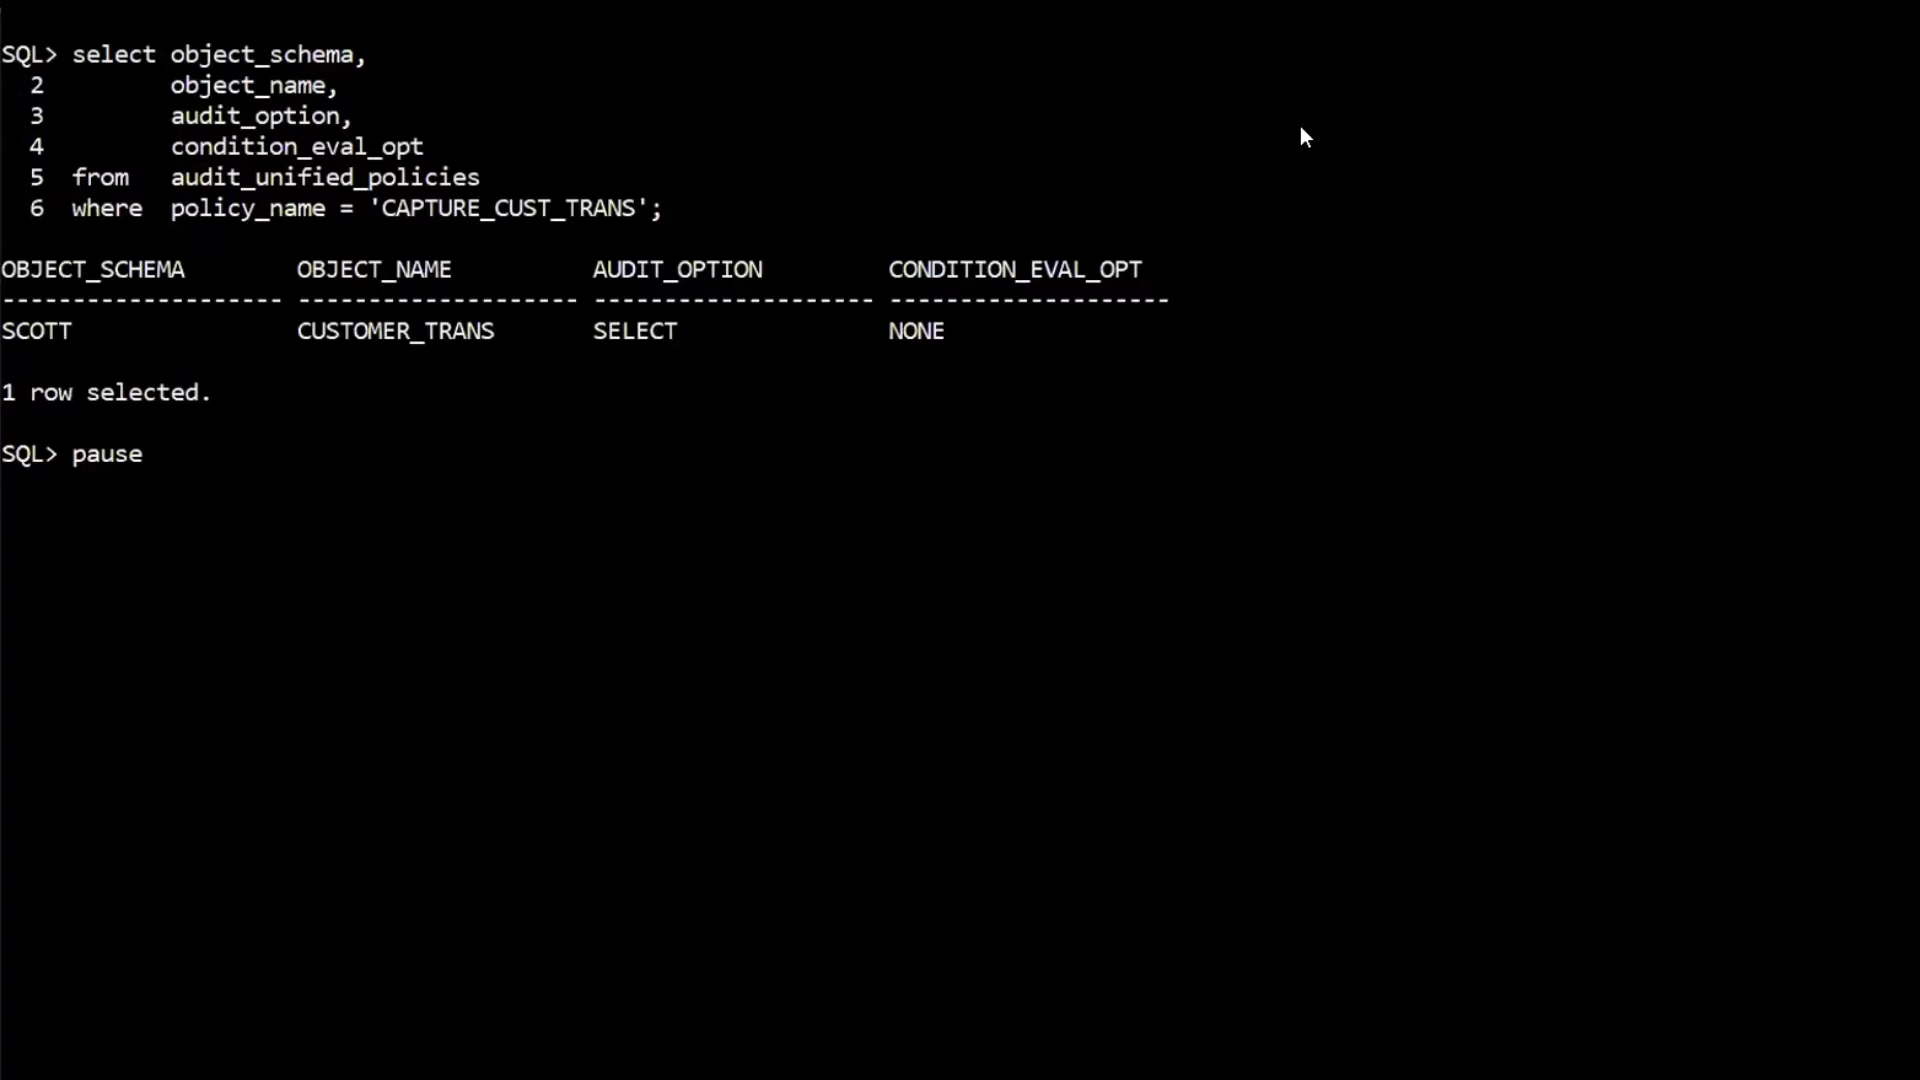 SQL> select object_schema,
  2         object_name,
  3         audit_option,
  4         condition_eval_opt
  5  from   audit_unified_policies
  6  where  policy_name = 'CAPTURE_CUST_TRANS';
OBJECT_SCHEMA        OBJECT_NAME          AUDIT_OPTION         CONDITION_EVAL_OPT
-------------------- -------------------- -------------------- --------------------
SCOTT                CUSTOMER_TRANS       SELECT               NONE
1 row selected.
SQL> pause